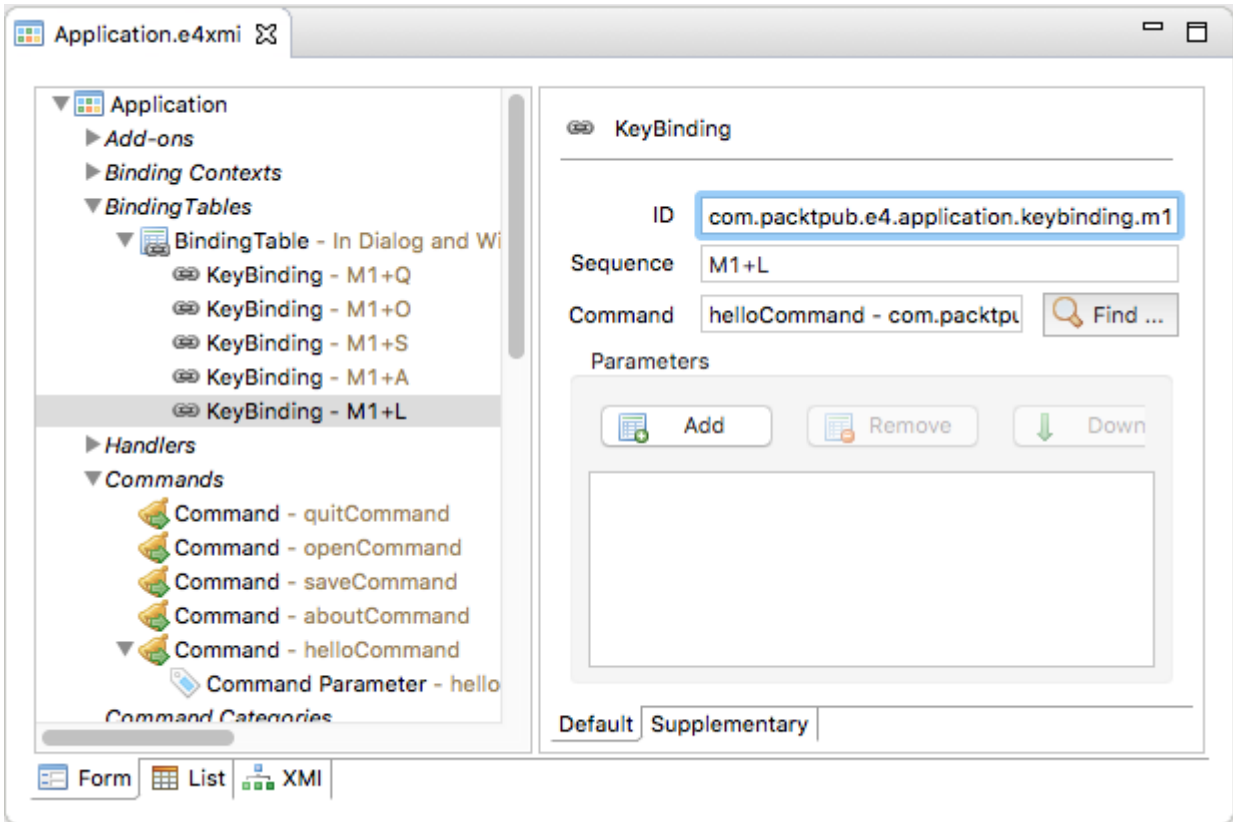 Application.e4xmi
Application
Add-ons
Binding Contexts
BindingTables
BindingTable - In Dialog and Wi
KeyBinding - M1+Q
KeyBinding - M1+O
KeyBinding - M1+S
KeyBinding - M1+A
KeyBinding - M1+L
Handlers
Commands
Command - quitCommand
Command - openCommand
Command - saveCommand
Command - aboutCommand
Command - helloCommand
Command Parameter - hello
Command Categories
KeyBinding
ID com.packtpub.e4.application.keybinding.m1
Sequence M1+L
Command helloCommand - com.packtpu Find ...
Parameters
Add Remove Down
Default Supplementary
Form List XMI